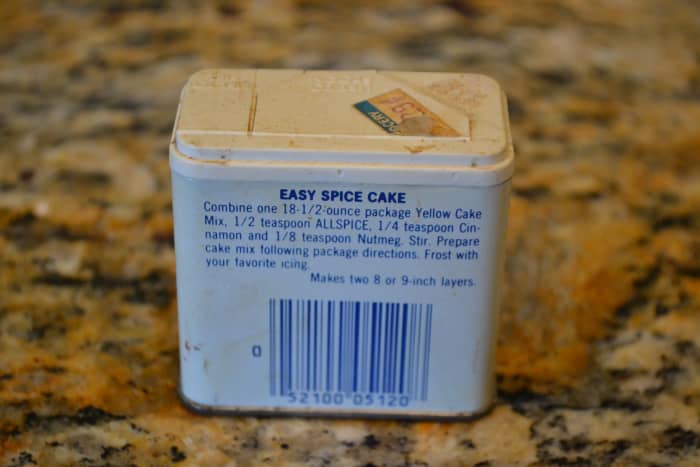 EASY SPICE CAKE
Combine one 18-1/2-ounce package Yellow Cake
Mix, 1/2 teaspoon ALLSPICE, 1/4 teaspoon Cin-
namon and 1/8 teaspoon Nutmeg. Stir. Prepare
cake mix following package directions. Frost with
your favorite icing.
Makes two 8 or 9-inch layers.
0
52100 05120